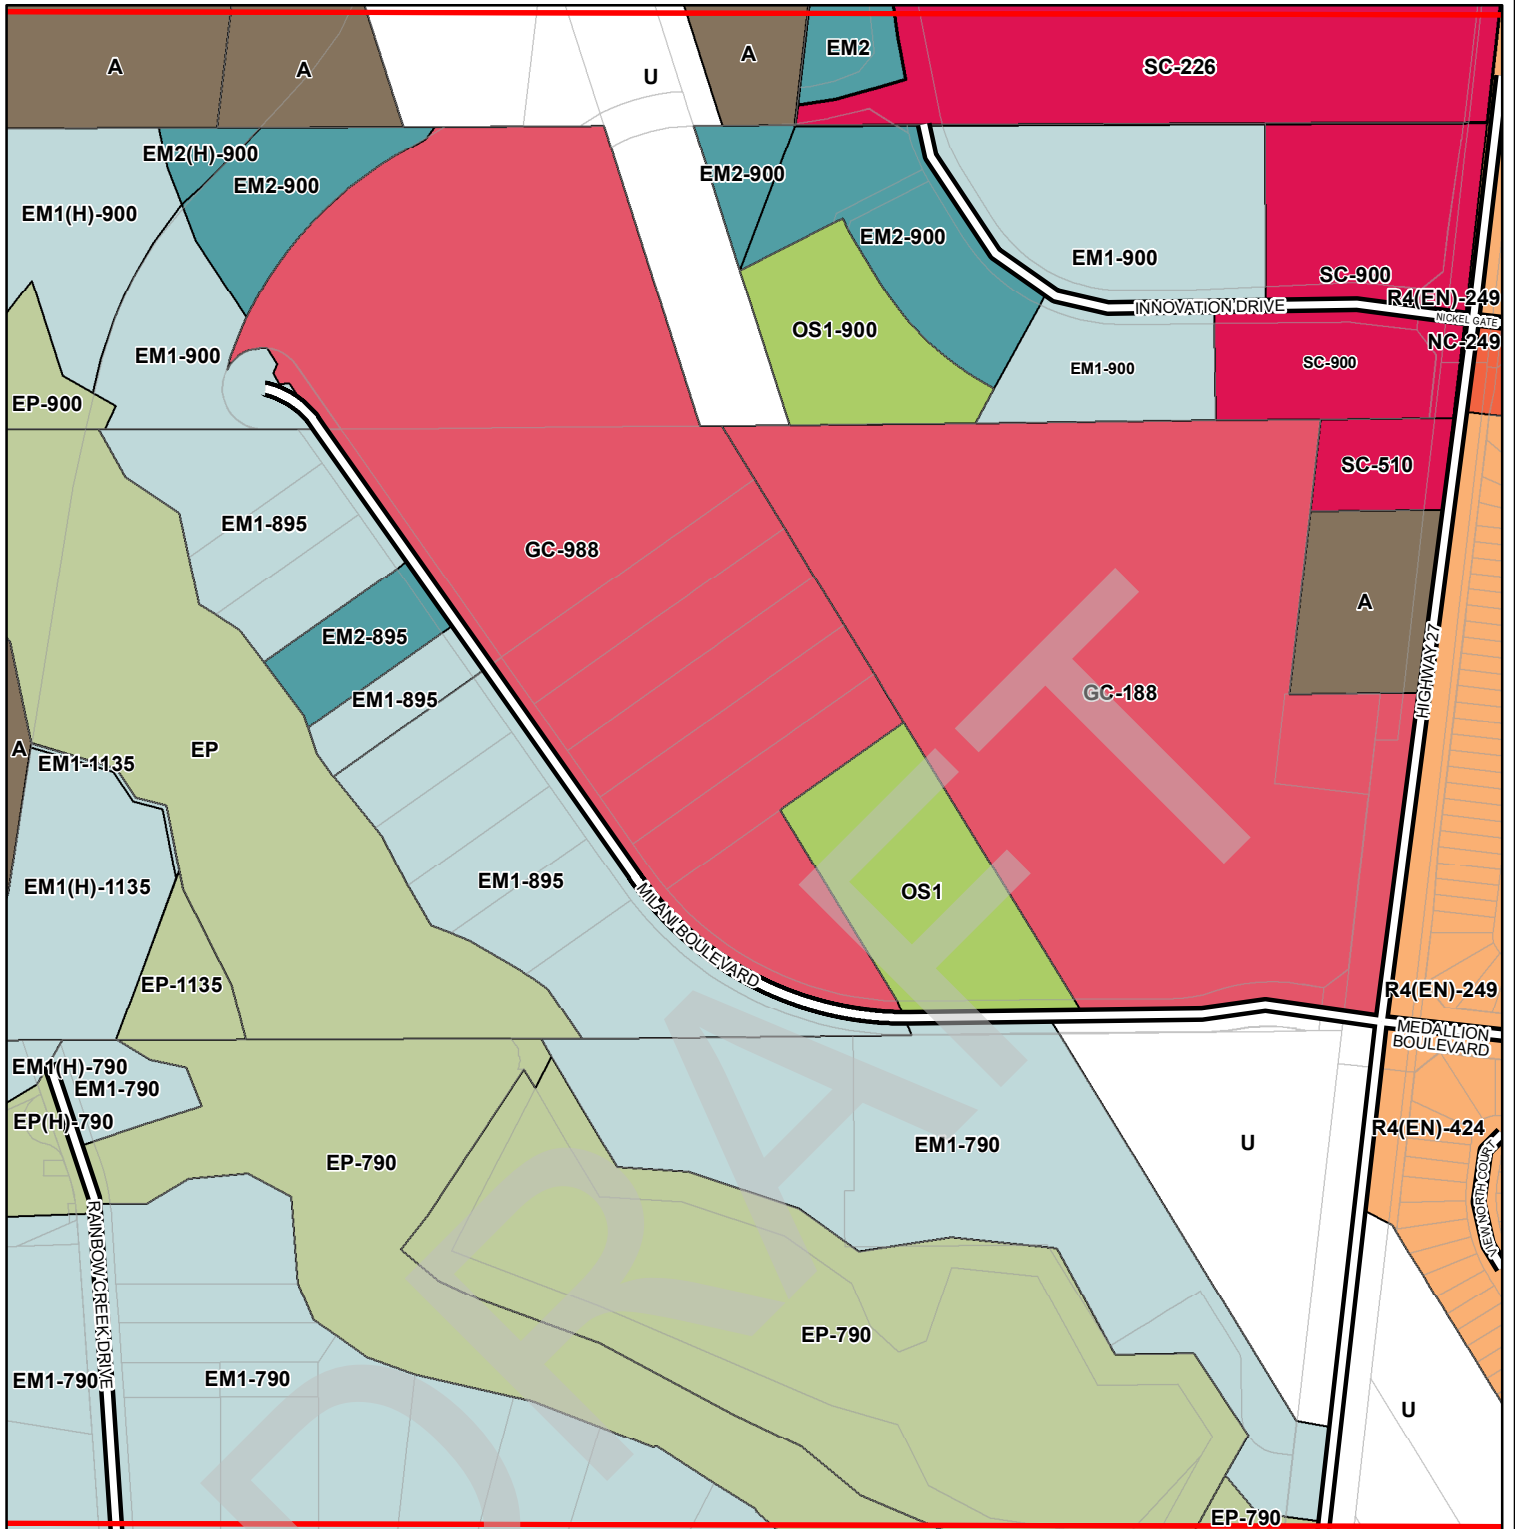 A
A
U
A
EM2
SC-226
EM2(H)-900
EM2-900
EM1(H)-900
EM2-900
EM2-900
EM1-900
SC-900
R4(EN)-249
INNOVATION DRIVE
NICKEL GATE
OS1-900
NC-249
EM1-900
EM1-900
SC-900
EP-900
SC-510
EM1-895
GC-988
A
EM2-895
HIGHWAY 27
EM1-895
GC-188
A
EP
EM1-1135
EM1(H)-1135
EM1-895
OS1
MILANI BOULEVARD
EP-1135
R4(EN)-249
MEDALLION
BOULEVARD
EM1(H)-790
EM1-790
EP(H)-790
R4(EN)-424
EP-790
EM1-790
U
VIEW NORTH COURT
RAINBOW CREEK DRIVE
EP-790
EM1-790
EM1-790
U
EP-790
DRAFT